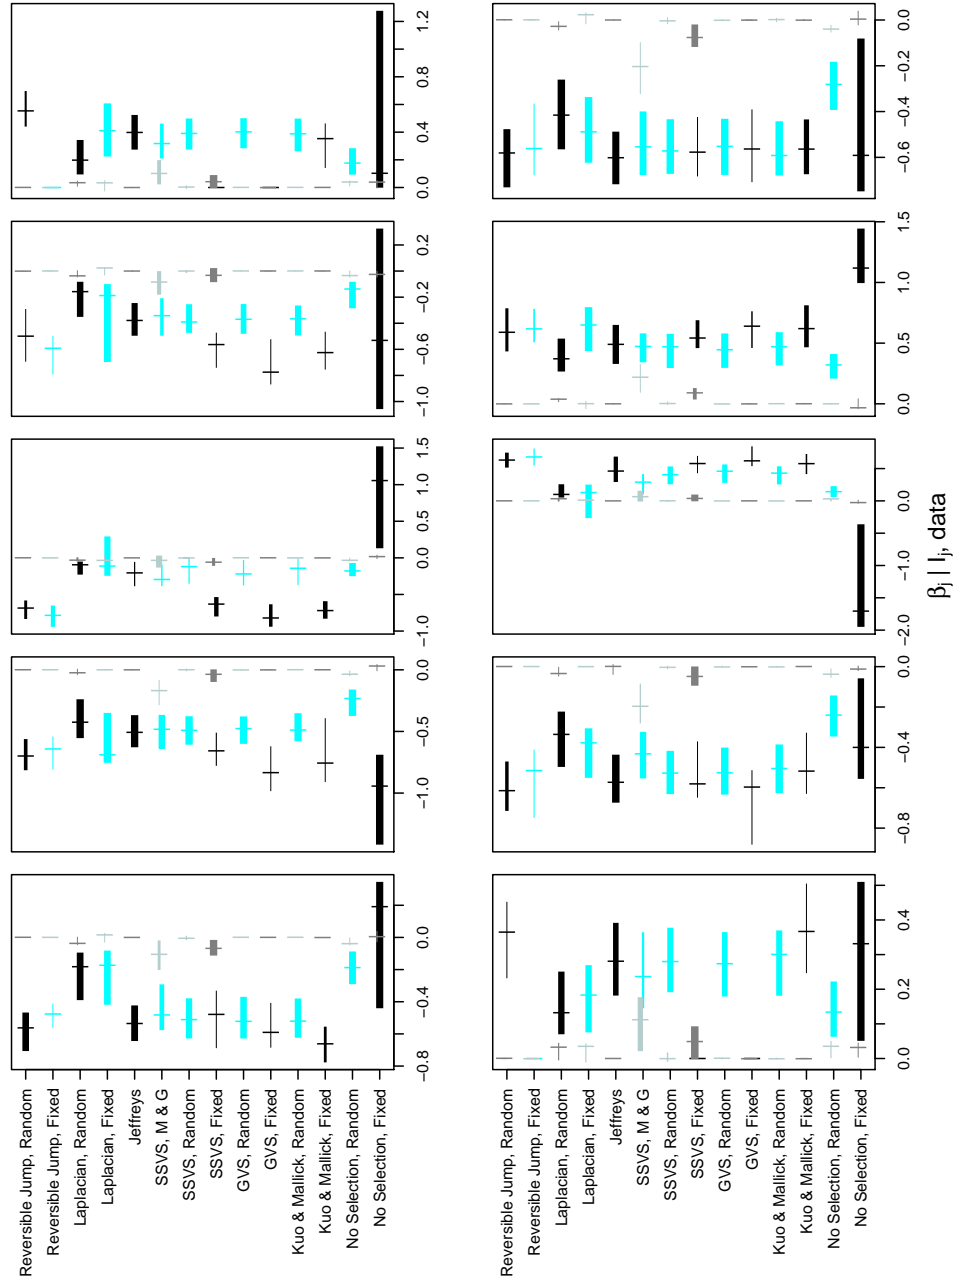 0.0 0.4 0.8 1.2
−0.6 −0.4 −0.2 0.0
−1.0 −0.6 −0.2 0.2
0.0 0.5 1.0 1.5
−1.0 0.0 0.5 1.0 1.5
−2.0 −1.0 0.0
−1.0 −0.5 0.0
−0.8 −0.4 0.0
−0.8 −0.4 0.0
0.0 0.2 0.4
Reversible Jump, Random
Reversible Jump, Fixed
Laplacian, Random
Laplacian, Fixed
Jeffreys
SSVS, M & G
SSVS, Random
SSVS, Fixed
GVS, Random
GVS, Fixed
Kuo & Mallick, Random
Kuo & Mallick, Fixed
No Selection, Random
No Selection, Fixed
Reversible Jump, Random
Reversible Jump, Fixed
Laplacian, Random
Laplacian, Fixed
Jeffreys
SSVS, M & G
SSVS, Random
SSVS, Fixed
GVS, Random
GVS, Fixed
Kuo & Mallick, Random
Kuo & Mallick, Fixed
No Selection, Random
No Selection, Fixed
βj | Ij, data